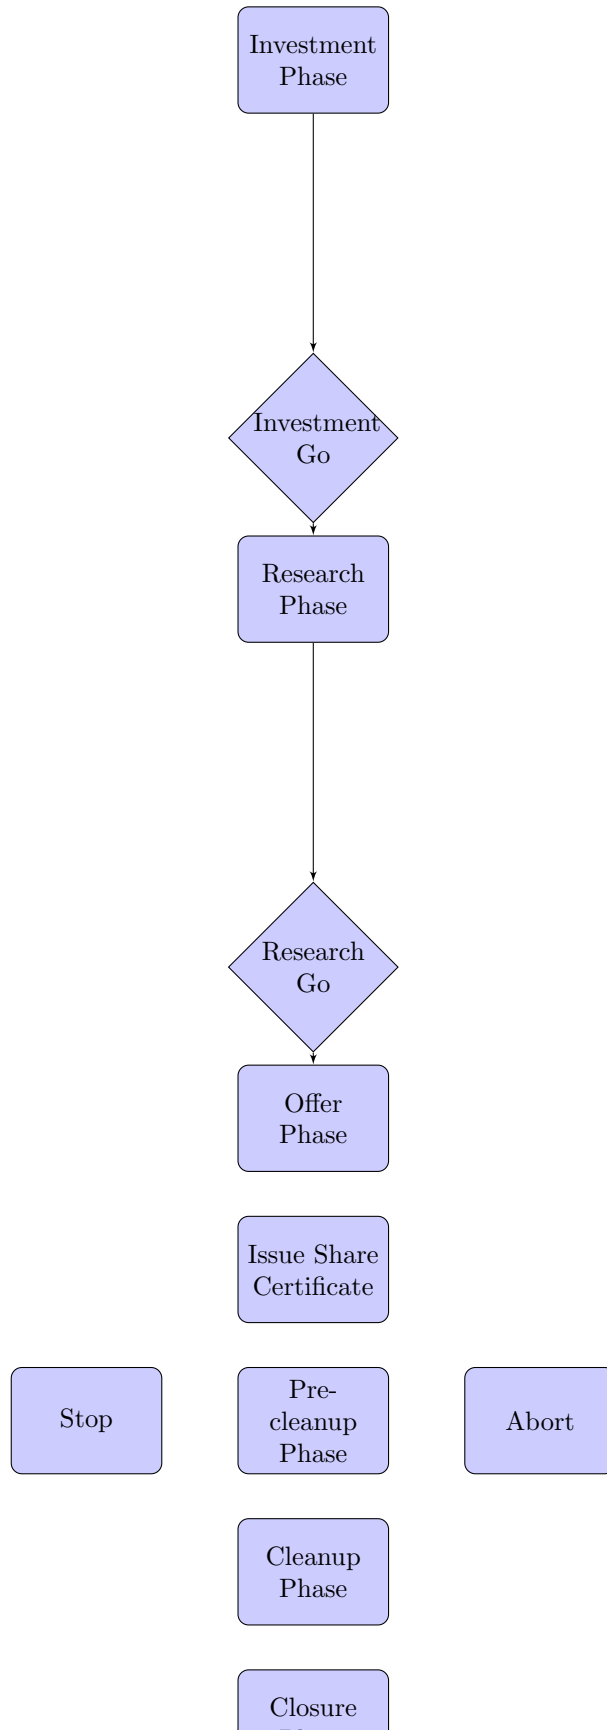 Investment
Phase
Investment
Go
Research
Phase
Research
Go
Offer
Phase
Issue Share
Certificate
Stop
Pre-
cleanup
Phase
Abort
Cleanup
Phase
Closure